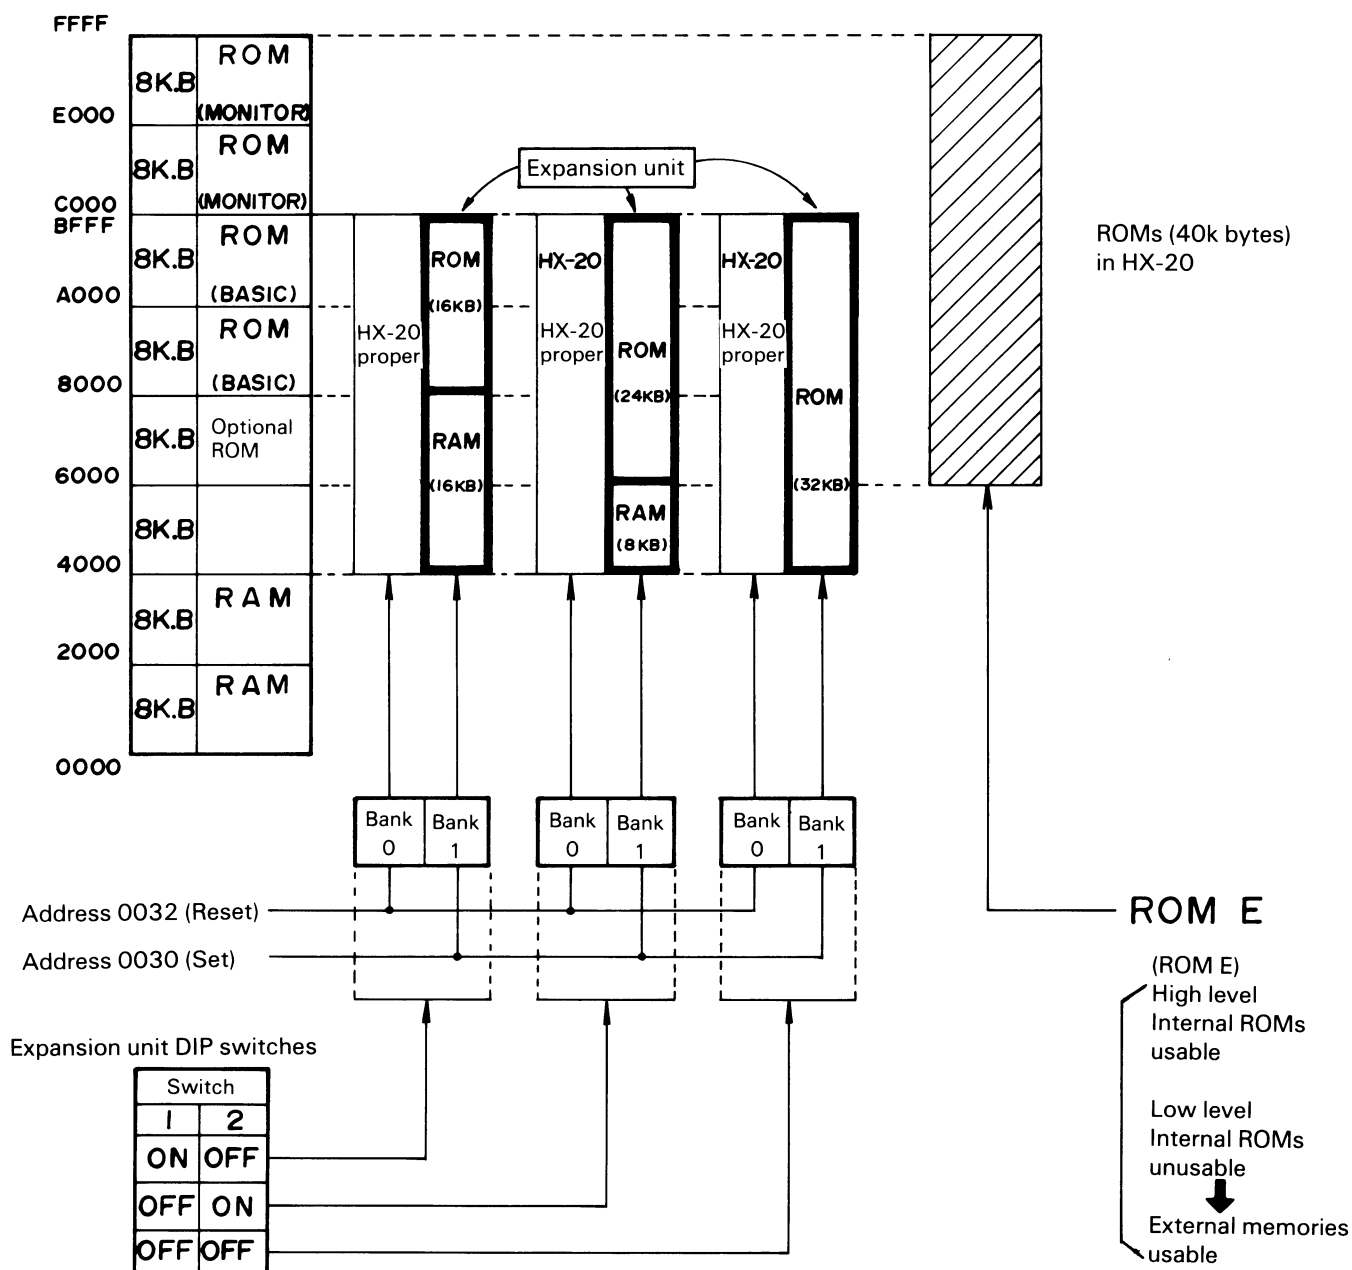 FFFF
8K.B ROM
E000 (MONITOR)
8K.B ROM
C000 (MONITOR)
BFFF
8K.B ROM
A000 (BASIC)
8K.B ROM
8000 (BASIC)
8K.B Optional
ROM
6000
8K.B
4000
8K.B RAM
2000
8K.B RAM
0000
Expansion unit
HX-20
proper
ROM
(16KB)
RAM
(16KB)
HX-20
HX-20
proper
ROM
(24KB)
RAM
(8KB)
HX-20
HX-20
proper
ROM
(32KB)
ROMs (40k bytes)
in HX-20
Bank
0
Bank
1
Bank
0
Bank
1
Bank
0
Bank
1
Address 0032 (Reset)
Address 0030 (Set)
ROM E
(ROM E)
High level
Internal ROMs
usable
Low level
Internal ROMs
unusable
External memories
usable
Expansion unit DIP switches
Switch
1 2
ON OFF
OFF ON
OFF OFF